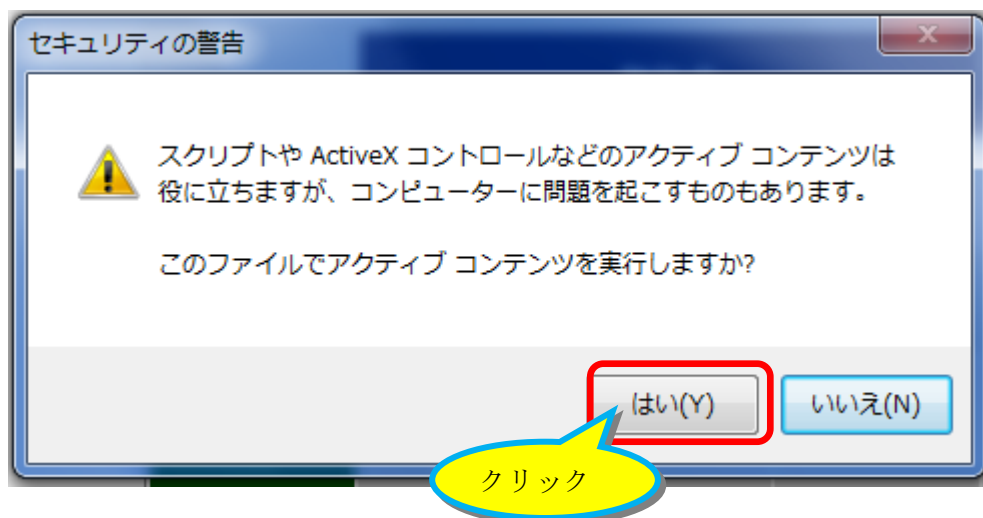 セキュリティの警告
スクリプトや ActiveX コントロールなどのアクティブ コンテンツは
役に立ちますが、コンピューターに問題を起こすものもあります。
このファイルでアクティブ コンテンツを実行しますか?
はい(Y)
いいえ(N)
クリック